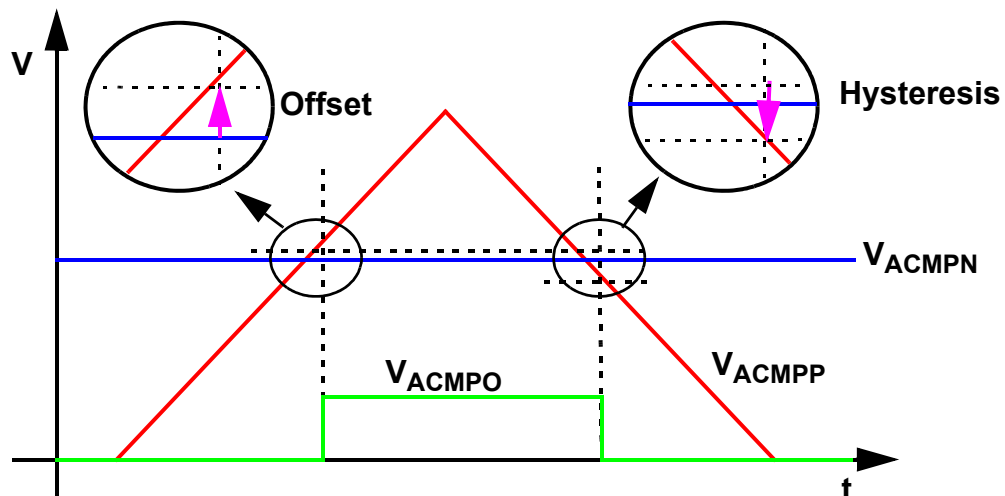 V
Offset
Hysteresis
VACMPN
VACMPO
VACMPP
t